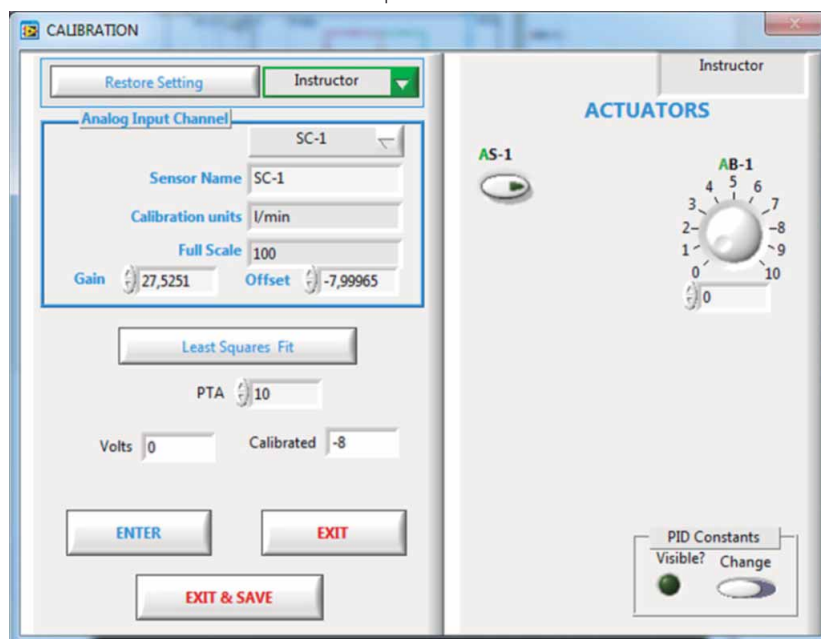 CALIBRATION
Restore Setting
Instructor
Analog Input Channel
SC-1
Sensor Name SC-1
Calibration units l/min
Full Scale 100
Gain 27,5251 Offset -7,99965
Least Squares Fit
PTA 10
Volts 0 Calibrated -8
ENTER
EXIT
EXIT & SAVE
Instructor
ACTUATORS
AS-1
AB-1
0 1 2 3 4 5 6 7 8 9 10
0
PID Constants
Visible? Change